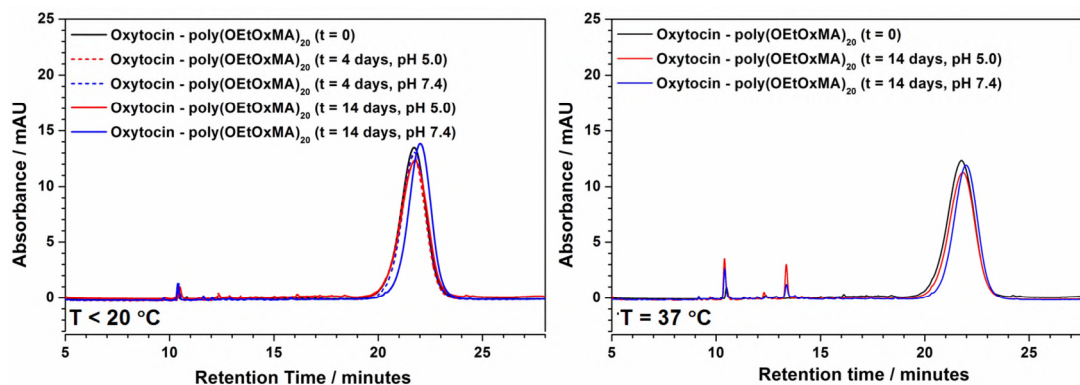 25
20
15
10
5
0
Absorbance / mAU
Oxytocin - poly(OEtOxMA)20 (t = 0)
Oxytocin - poly(OEtOxMA)20 (t = 4 days, pH 5.0)
Oxytocin - poly(OEtOxMA)20 (t = 4 days, pH 7.4)
Oxytocin - poly(OEtOxMA)20 (t = 14 days, pH 5.0)
Oxytocin - poly(OEtOxMA)20 (t = 14 days, pH 7.4)
T < 20 °C
5 10 15 20 25
Retention Time / minutes
25
20
15
10
5
0
Absorbance / mAU
Oxytocin - poly(OEtOxMA)20 (t = 0)
Oxytocin - poly(OEtOxMA)20 (t = 14 days, pH 5.0)
Oxytocin - poly(OEtOxMA)20 (t = 14 days, pH 7.4)
T = 37 °C
5 10 15 20 25
Retention time / minutes